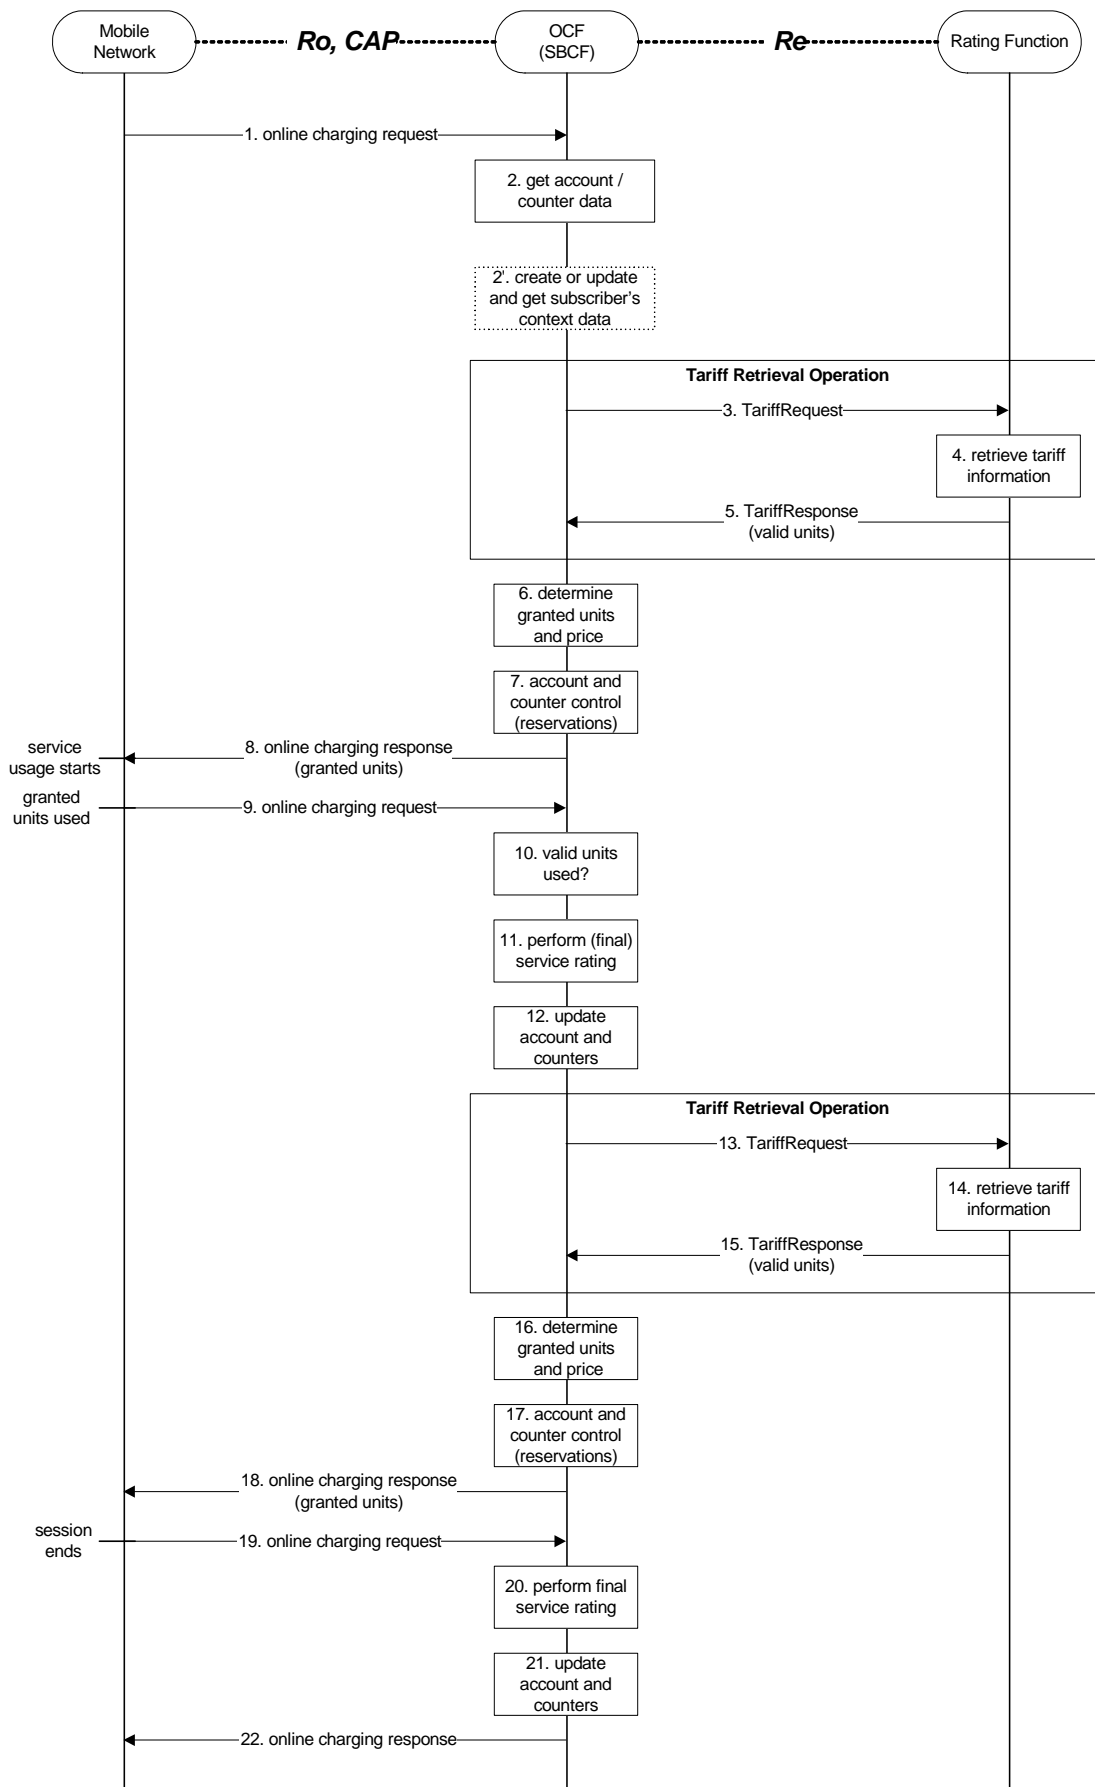 Mobile
Network
Ro, CAP
OCF
(SBCF)
Re
Rating Function
1. online charging request
2. get account /
counter data
2'. create or update
and get subscriber's
context data
Tariff Retrieval Operation
3. TariffRequest
4. retrieve tariff
information
5. TariffResponse
(valid units)
6. determine
granted units
and price
7. account and
counter control
(reservations)
service
usage starts
8. online charging response
(granted units)
granted
units used
9. online charging request
10. valid units
used?
11. perform (final)
service rating
12. update
account and
counters
Tariff Retrieval Operation
13. TariffRequest
14. retrieve tariff
information
15. TariffResponse
(valid units)
16. determine
granted units
and price
17. account and
counter control
(reservations)
18. online charging response
(granted units)
session
ends
19. online charging request
20. perform final
service rating
21. update
account and
counters
22. online charging response